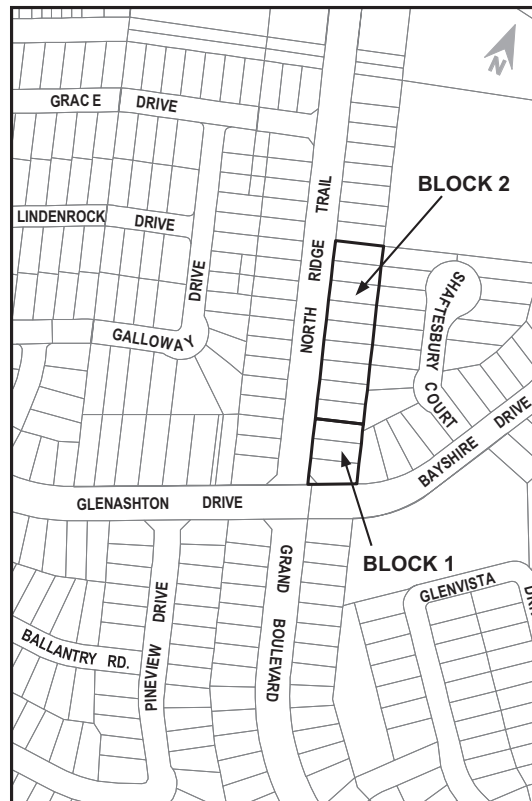 N
GRACE DRIVE
BLOCK 2
LINDENROCK DRIVE
NORTH RIDGE TRAIL
DRIVE
GALLOWAY
SHAFTESBURY COURT
BAYSHIRE DRIVE
GLENASHTON DRIVE
BLOCK 1
GLENVISTA
GRAND BOULEVARD
PINEVIEW DRIVE
BALLANTRY RD.